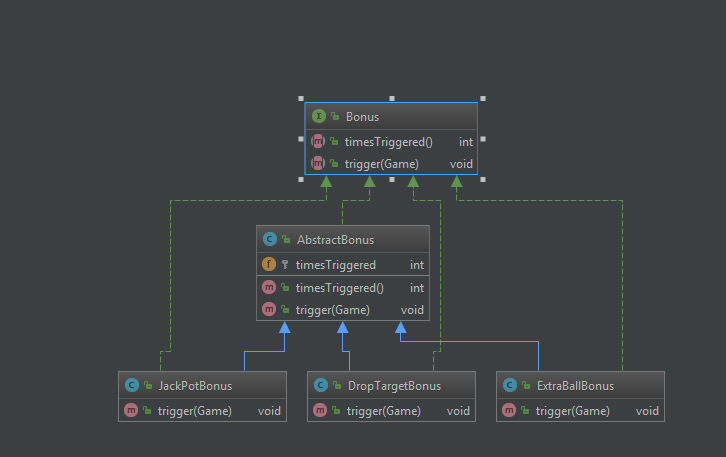 I Bonus
m timesTriggered() int
m trigger(Game) void
C AbstractBonus
f timesTriggered int
m timesTriggered() int
m trigger(Game) void
C JackPotBonus
m trigger(Game) void
C DropTargetBonus
m trigger(Game) void
C ExtraBallBonus
m trigger(Game) void